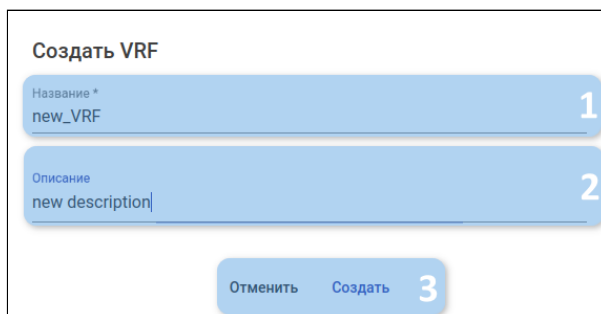 Создать VRF
Название *
new_VRF
1
Описание
new description
2
Отменить Создать 3